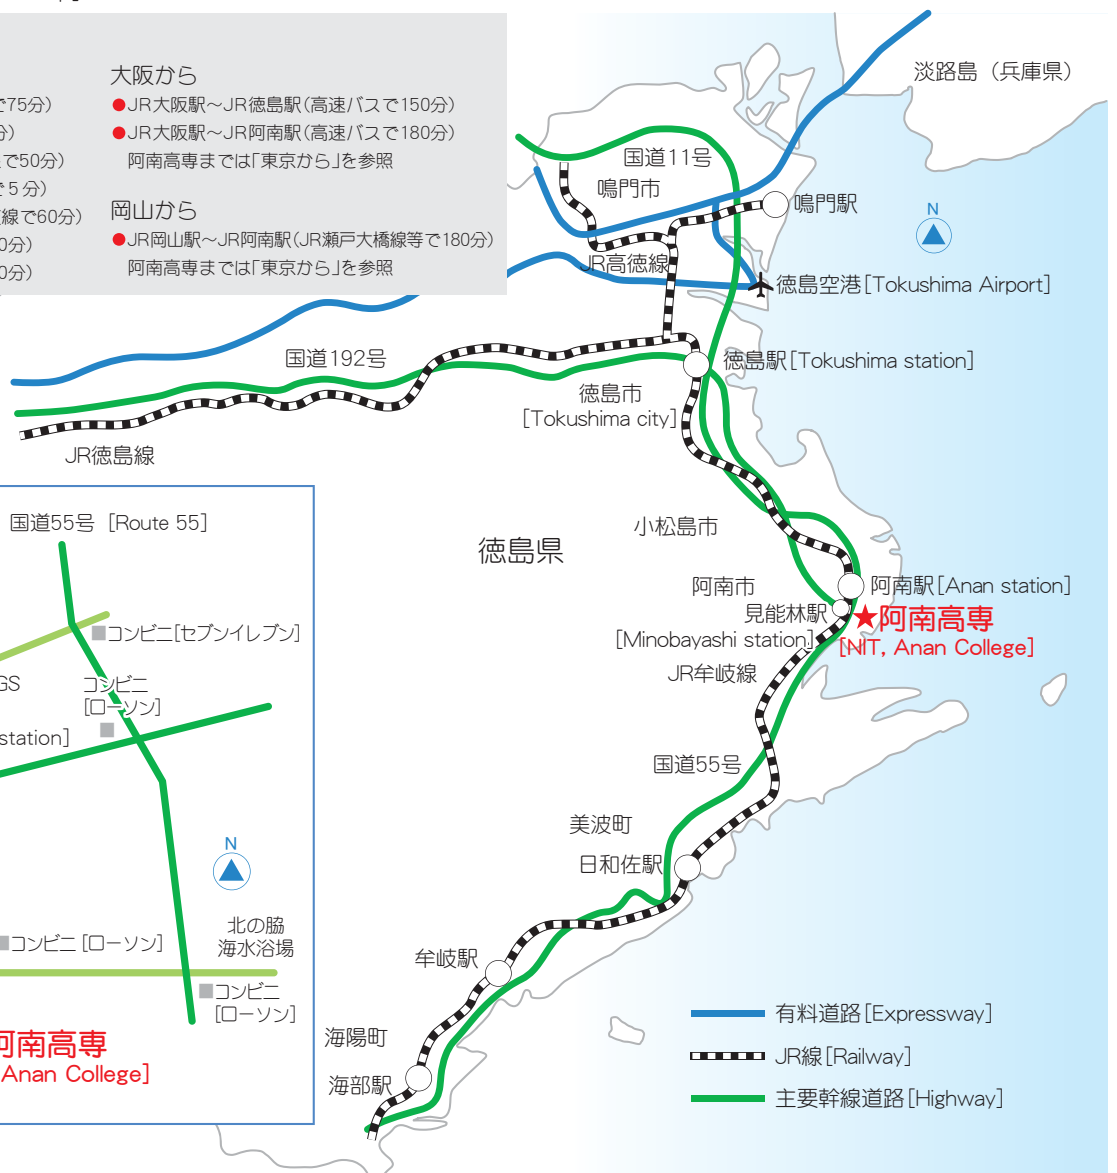 で75分）
分）
で50分）
で5分）
線で60分）
0分）
0分）
大阪から
●JR大阪駅～JR徳島駅（高速バスで150分）
●JR大阪駅～JR阿南駅（高速バスで180分）
阿南高専までは「東京から」を参照
岡山から
●JR岡山駅～JR阿南駅（JR瀬戸大橋線等で180分）
阿南高専までは「東京から」を参照
淡路島（兵庫県）
国道11号
鳴門市
鳴門駅
N
JR高徳線
徳島空港[Tokushima Airport]
国道192号
徳島駅[Tokushima station]
徳島市
[Tokushima city]
JR徳島線
小松島市
徳島県
阿南市
阿南駅[Anan station]
見能林駅
[Minobayashi station]
★阿南高専
[NIT, Anan College]
JR牟岐線
国道55号
美波町
日和佐駅
牟岐駅
海陽町
海部駅
国道55号 [Route 55]
コンビニ[セブンイレブン]
GS
コンビニ
[ローソン]
station]
N
北の脇
海水浴場
コンビニ [ローソン]
コンビニ
[ローソン]
阿南高専
Anan College]
有料道路[Expressway]
JR線[Railway]
主要幹線道路[Highway]